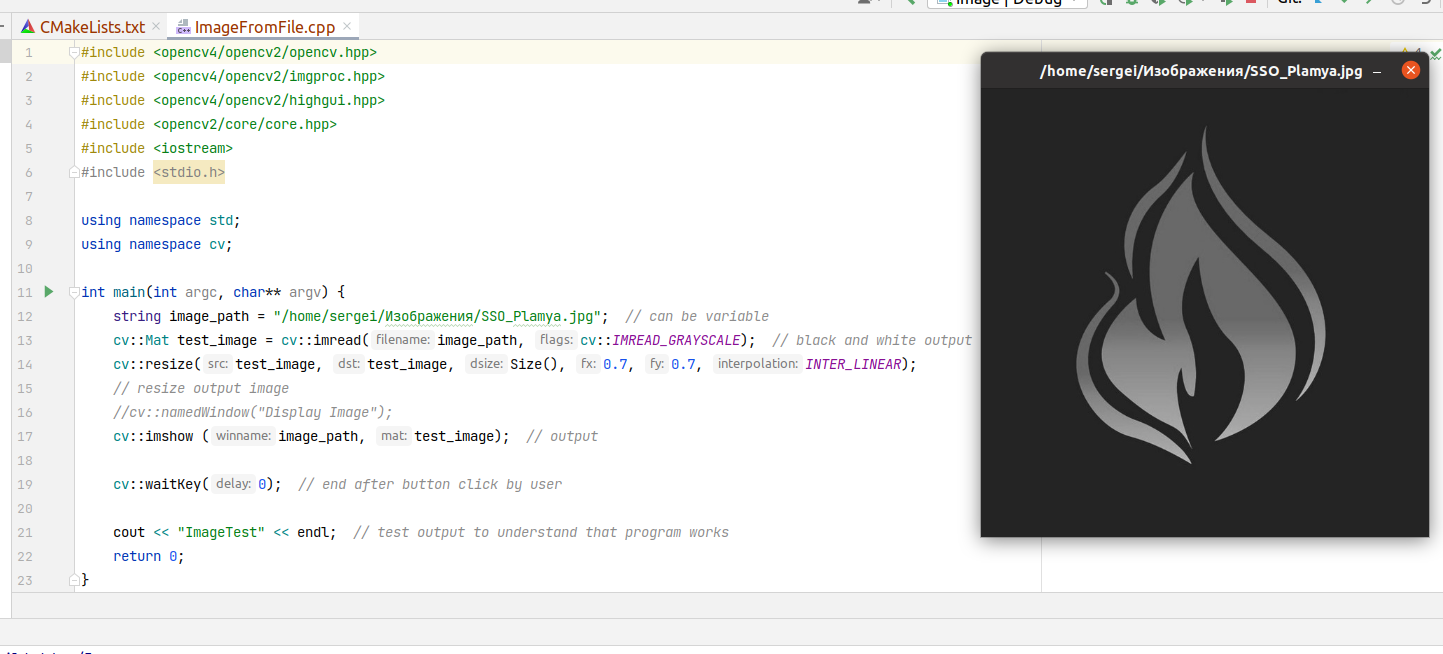 Image | Debug
Git:
CMakeLists.txt
ImageFromFile.cpp
1 #include <opencv4/opencv2/opencv.hpp>
2 #include <opencv4/opencv2/imgproc.hpp>
3 #include <opencv4/opencv2/highgui.hpp>
4 #include <opencv2/core/core.hpp>
5 #include <iostream>
6 #include <stdio.h>
7
8 using namespace std;
9 using namespace cv;
10
11 int main(int argc, char** argv) {
12 string image_path = "/home/sergei/Изображения/SSO_Plamya.jpg"; // can be variable
13 cv::Mat test_image = cv::imread( filename: image_path, flags: cv::IMREAD_GRAYSCALE); // black and white output
14 cv::resize( src: test_image, dst: test_image, dsize: Size(), fx: 0.7, fy: 0.7, interpolation: INTER_LINEAR);
15 // resize output image
16 //cv::namedWindow("Display Image");
17 cv::imshow ( winname: image_path, mat: test_image); // output
18
19 cv::waitKey( delay: 0); // end after button click by user
20
21 cout << "ImageTest" << endl; // test output to understand that program works
22 return 0;
23 }
/home/sergei/Изображения/SSO_Plamya.jpg